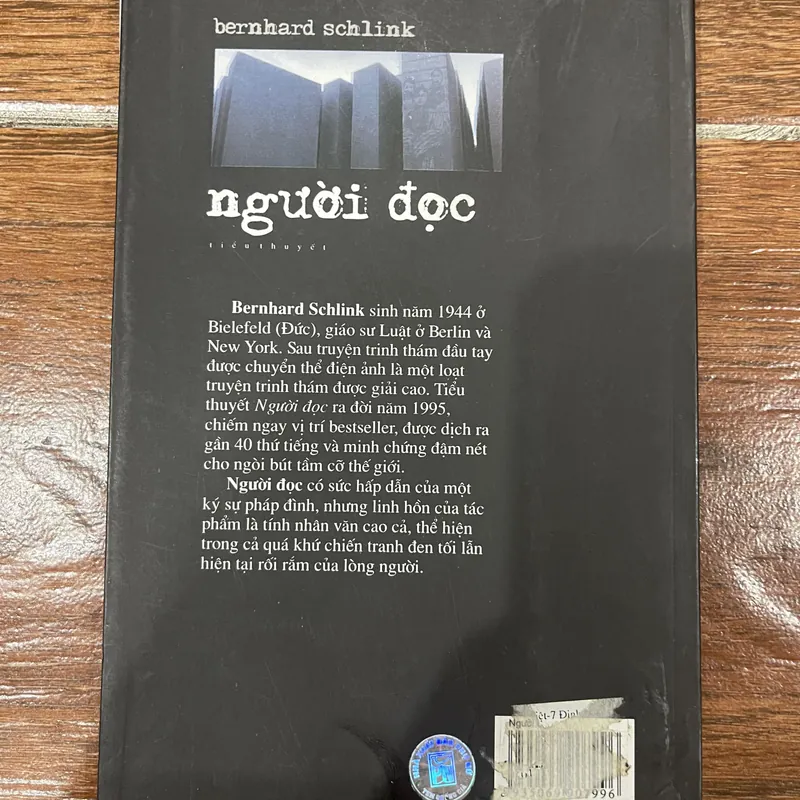 bernhard schlink
người đọc
tiểu thuyết
Bernhard Schlink sinh năm 1944 ở
Bielefeld (Đức), giáo sư Luật ở Berlin và
New York. Sau truyện trinh thám đầu tay
được chuyển thể điện ảnh là một loạt
truyện trinh thám được giải cao. Tiểu
thuyết Người đọc ra đời năm 1995,
chiếm ngay vị trí bestseller, được dịch ra
gần 40 thứ tiếng và minh chứng đậm nét
cho ngòi bút tầm cỡ thế giới.
Người đọc có sức hấp dẫn của một
ký sự pháp đình, nhưng linh hồn của tác
phẩm là tính nhân văn cao cả, thể hiện
trong cả quá khứ chiến tranh đen tối lẫn
hiện tại rối rắm của lòng người.